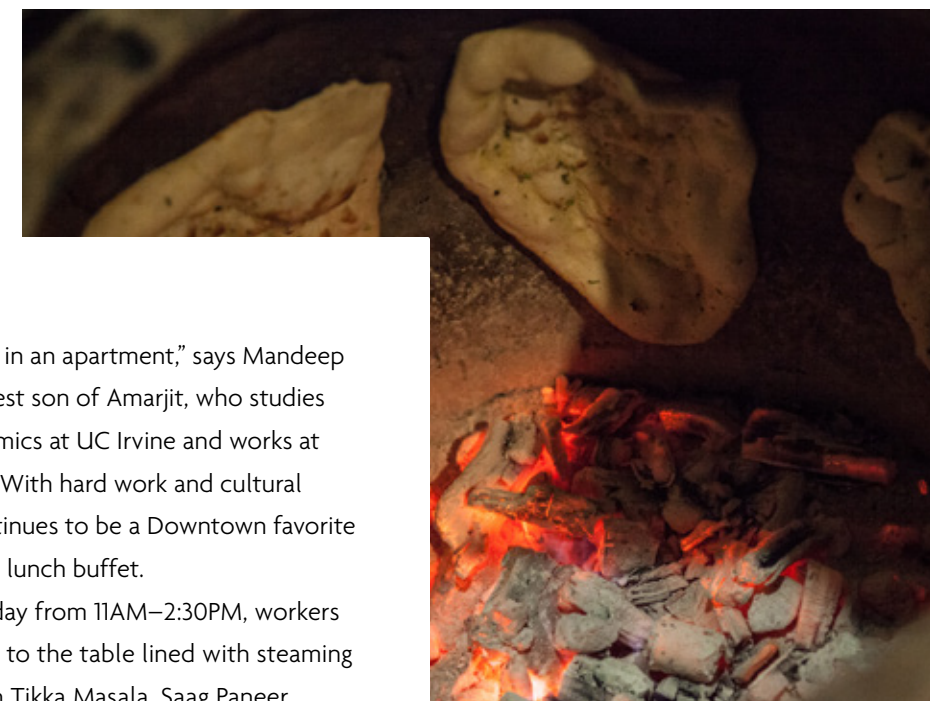 in an apartment,” says Mandeep
est son of Amarjit, who studies
mics at UC Irvine and works at
With hard work and cultural
tinues to be a Downtown favorite
lunch buffet.
day from 11AM–2:30PM, workers
to the table lined with steaming
Tikka Masala, Saag Paneer